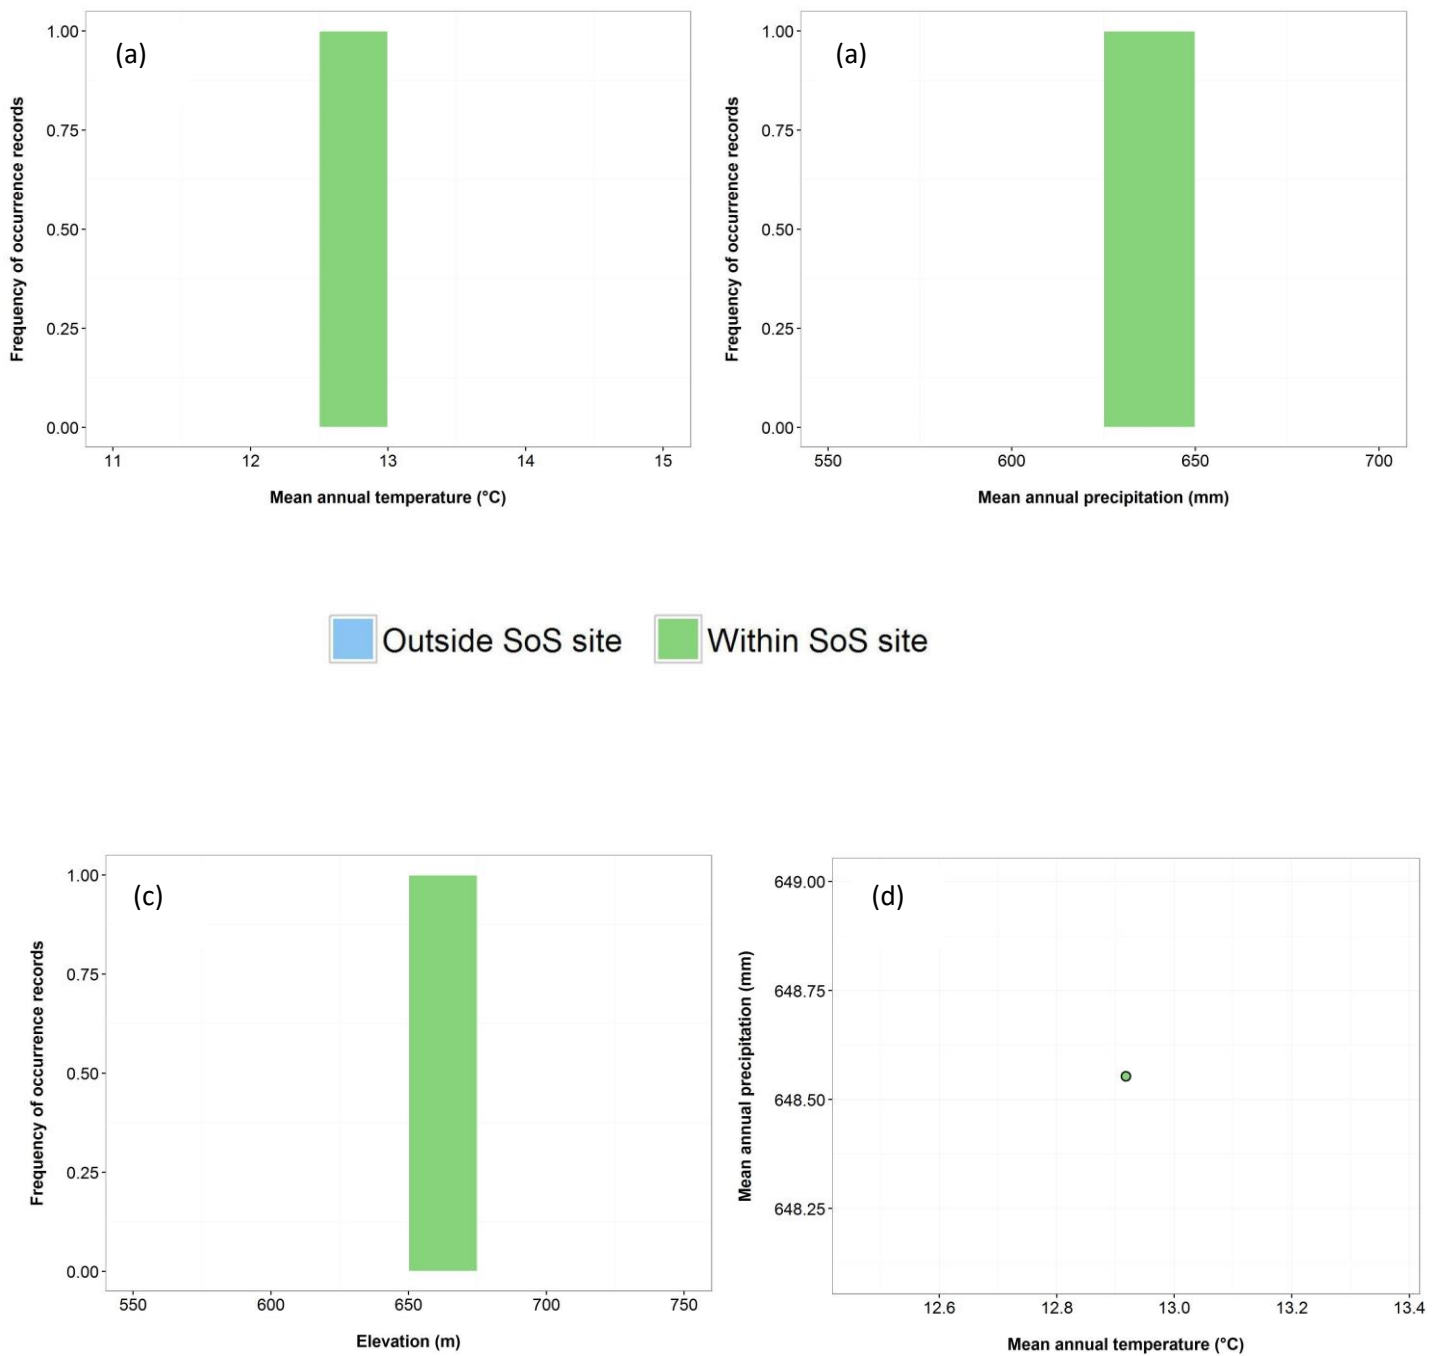 (a)
Frequency of occurrence records
1.00
0.75
0.50
0.25
0.00
11 12 13 14 15
Mean annual temperature (°C)
(a)
Frequency of occurrence records
1.00
0.75
0.50
0.25
0.00
550 600 650 700
Mean annual precipitation (mm)
Outside SoS site Within SoS site
(c)
Frequency of occurrence records
1.00
0.75
0.50
0.25
0.00
550 600 650 700 750
Elevation (m)
(d)
Mean annual precipitation (mm)
649.00
648.75
648.50
648.25
12.6 12.8 13.0 13.2 13.4
Mean annual temperature (°C)